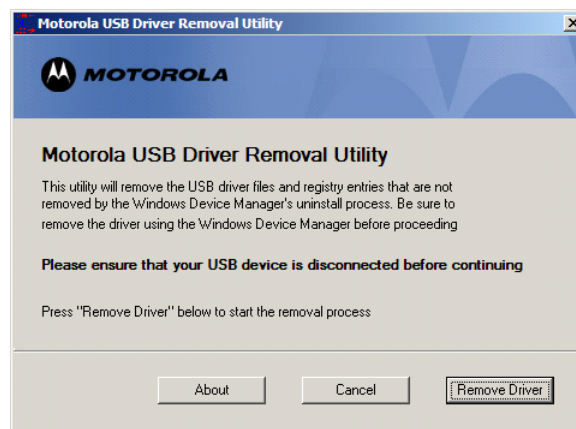 Motorola USB Driver Removal Utility
MOTOROLA
Motorola USB Driver Removal Utility
This utility will remove the USB driver files and registry entries that are not
removed by the Windows Device Manager's uninstall process. Be sure to
remove the driver using the Windows Device Manager before proceeding
Please ensure that your USB device is disconnected before continuing
Press "Remove Driver" below to start the removal process
About
Cancel
Remove Driver